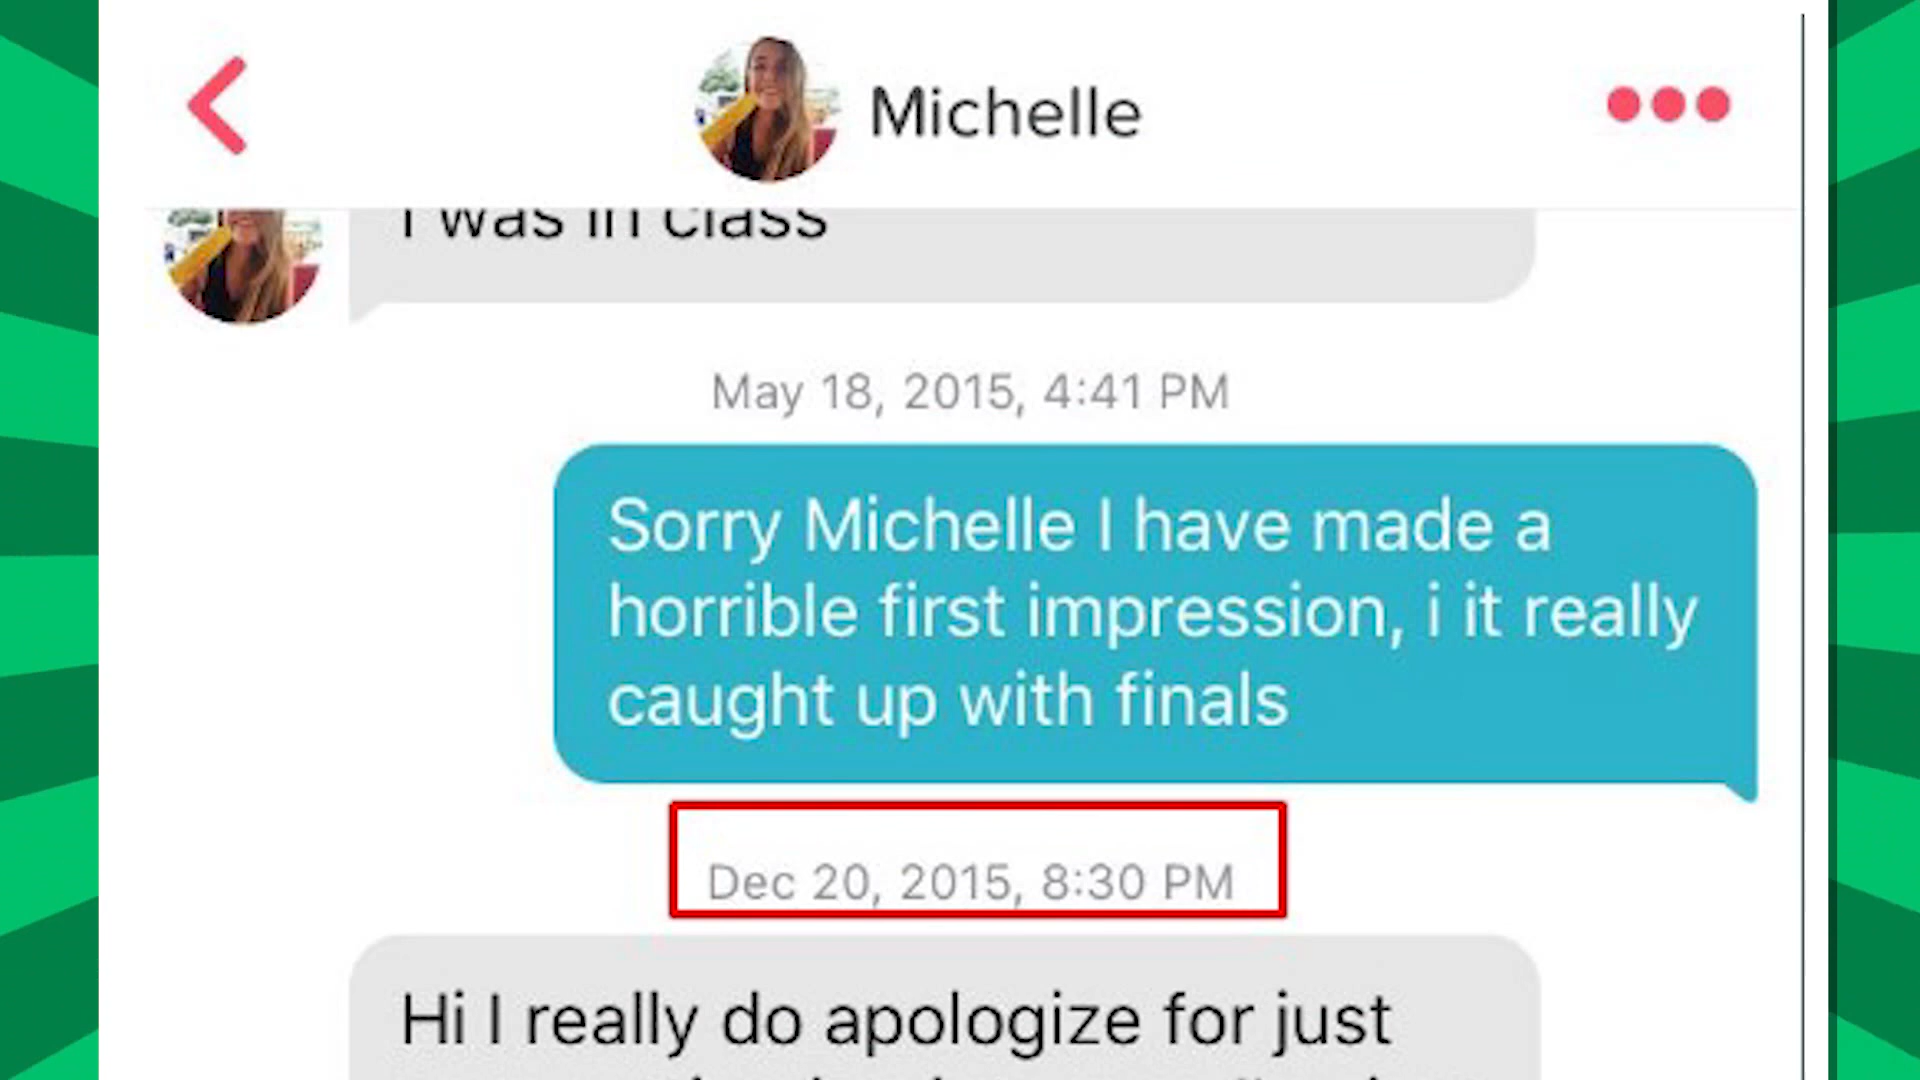 Michelle
I was in class
May 18, 2015, 4:41 PM
Sorry Michelle I have made a
horrible first impression, i it really
caught up with finals
Dec 20, 2015, 8:30 PM
Hi I really do apologize for just